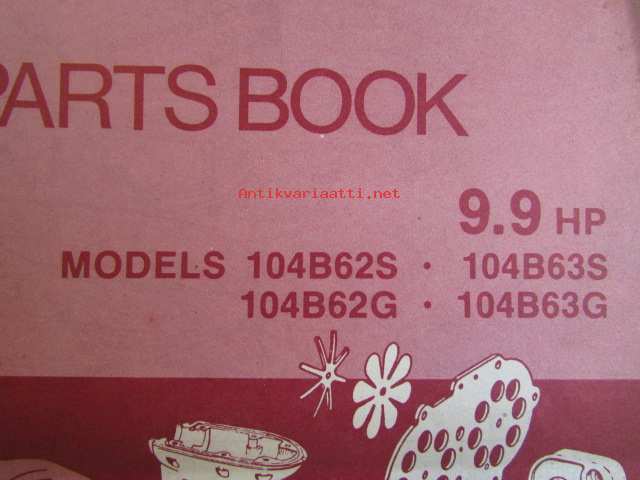 PARTS BOOK
Antikvariaatti.net
9.9 HP
MODELS 104B62S · 104B63S
104B62G · 104B63G